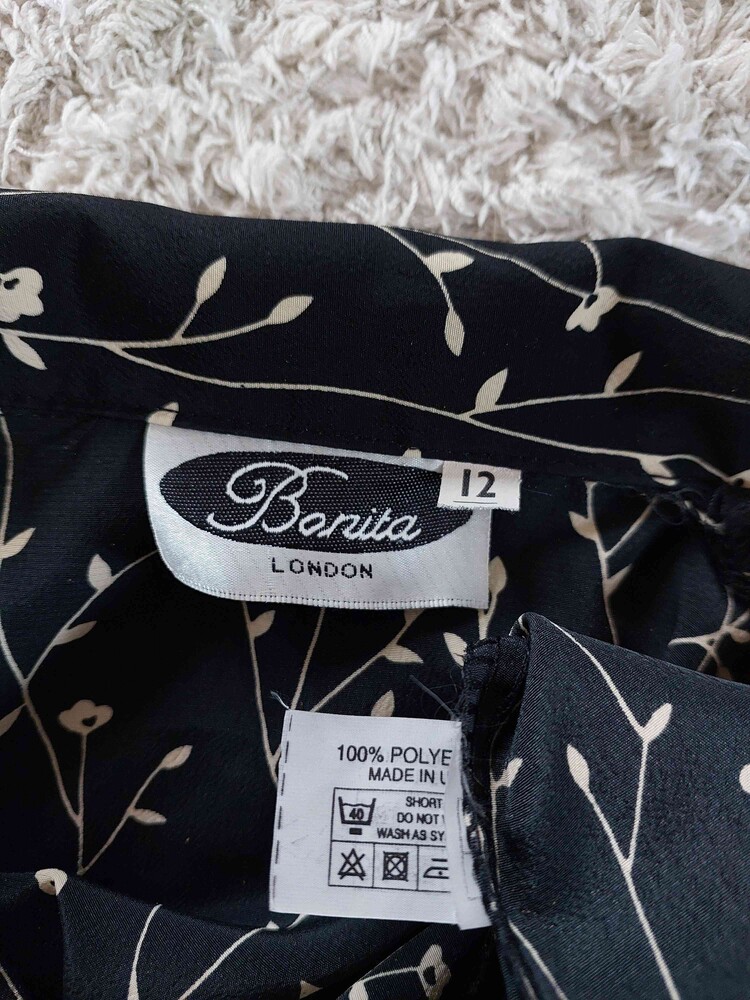 Bonita
12
LONDON
100% POLYE
MADE IN U
SHORT
40
DO NOT
WASH AS SY